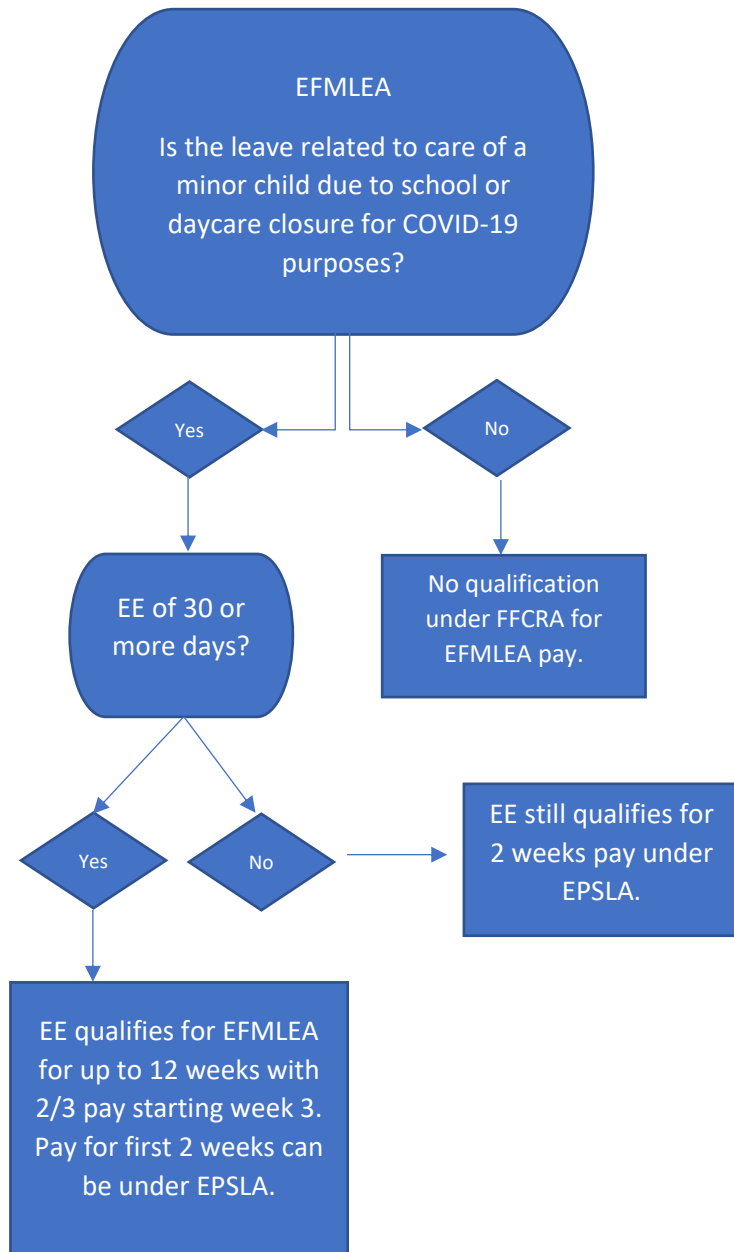 EFMLEA
Is the leave related to care of a
minor child due to school or
daycare closure for COVID-19
purposes?
Yes
No
EE of 30 or
more days?
No qualification
under FFCRA for
EFMLEA pay.
Yes
No
EE still qualifies for
2 weeks pay under
EPSLA.
EE qualifies for EFMLEA
for up to 12 weeks with
2/3 pay starting week 3.
Pay for first 2 weeks can
be under EPSLA.